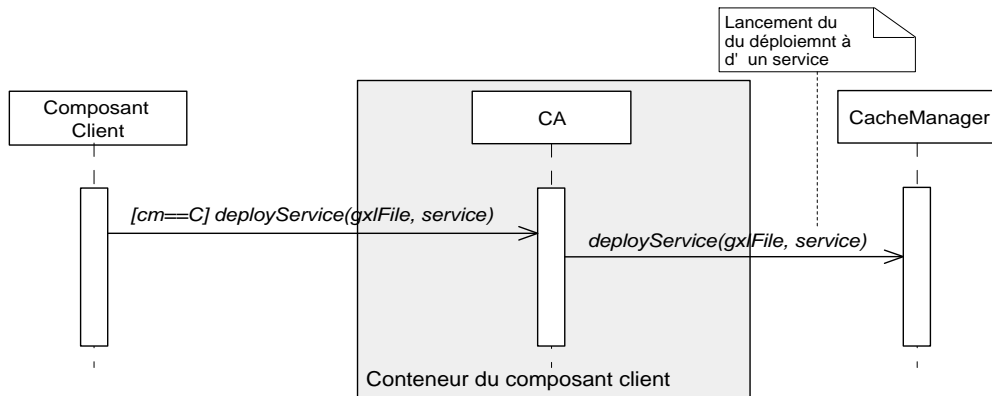 Lancement du
du déploiemnt à
d' un service
Composant
Client
CA
CacheManager
[cm==C] deployService(gxlFile, service)
deployService(gxlFile, service)
Conteneur du composant client